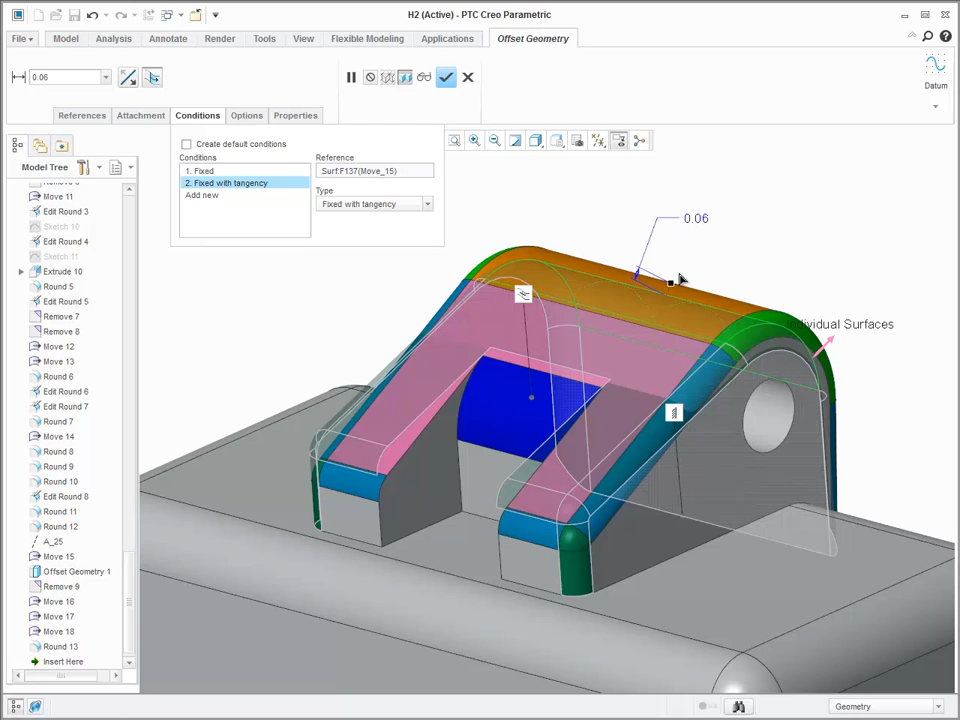 H2 (Active) - PTC Creo Parametric
File
Model
Analysis
Annotate
Render
Tools
View
Flexible Modeling
Applications
Offset Geometry
0.06
Datum
References
Attachment
Conditions
Options
Properties
Create default conditions
Conditions
Reference
1. Fixed
Surf:F137(Move_15)
2. Fixed with tangency
Type
Add new
Fixed with tangency
Model Tree
Move 11
Edit Round 3
Sketch 10
Edit Round 4
Sketch 11
Extrude 10
Round 5
Edit Round 5
Remove 7
Remove 8
Move 12
Move 13
Round 6
Edit Round 6
Edit Round 7
Round 7
Move 14
Round 8
Round 9
Round 10
Edit Round 8
Round 11
Round 12
A_25
Move 15
Offset Geometry 1
Remove 9
Move 16
Move 17
Move 18
Round 13
Insert Here
0.06
Individual Surfaces
Geometry